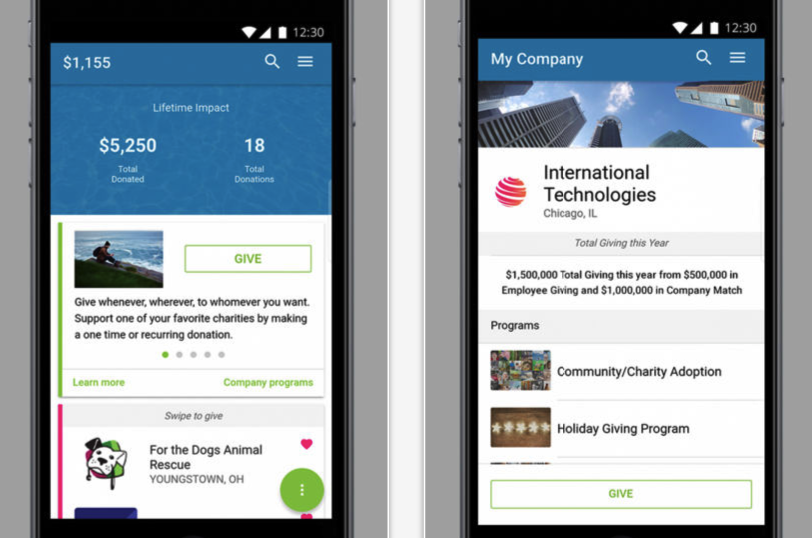 12:30
$1,155
Lifetime Impact
$5,250
18
Total
Donated
Total
Donations
GIVE
Give whenever, wherever, to whomever you want.
Support one of your favorite charities by making
a one time or recurring donation.
Learn more
Company programs
Swipe to give
For the Dogs Animal
Rescue
YOUNGSTOWN, OH
12:30
My Company
International
Technologies
Chicago, IL
Total Giving this Year
$1,500,000 Total Giving this year from $500,000 in
Employee Giving and $1,000,000 in Company Match
Programs
Community/Charity Adoption
Holiday Giving Program
GIVE